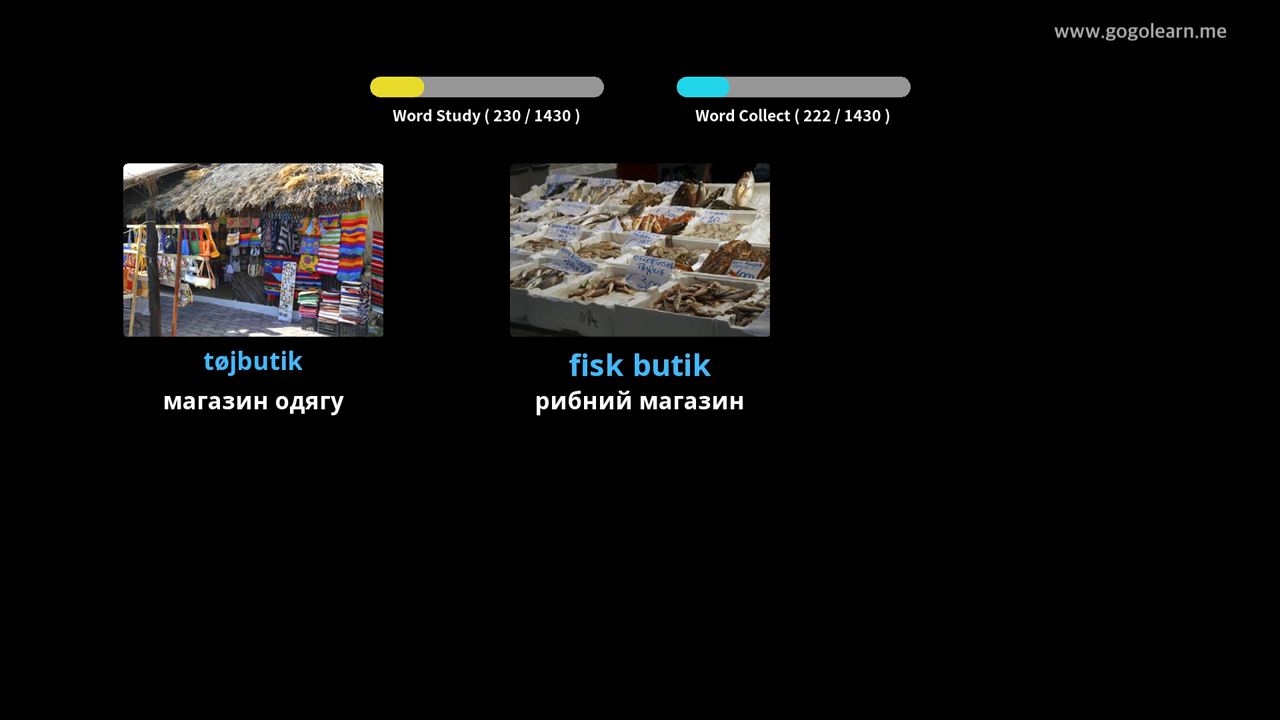 www.gogolearn.me
Word Study ( 230 / 1430 )
Word Collect ( 222 / 1430 )
tøjbutik
fisk butik
магазин одягу
рибний магазин